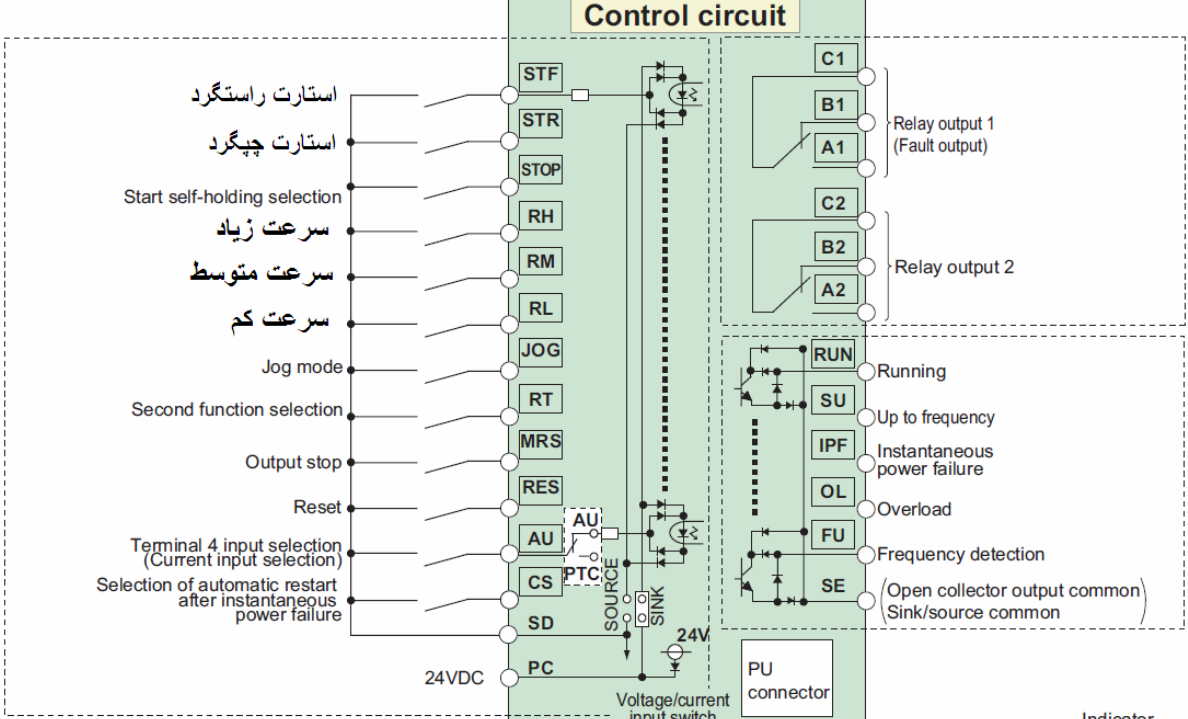 Control circuit
استارت راستگرد
استارت چپگرد
Start self-holding selection
سرعت زیاد
سرعت متوسط
سرعت کم
Jog mode
Second function selection
Output stop
Reset
Terminal 4 input selection
(Current input selection)
Selection of automatic restart
after instantaneous
power failure
24VDC
STF
STR
STOP
RH
RM
RL
JOG
RT
MRS
RES
AU
CS
SD
PC
AU
PTC
SOURCE
SINK
24V
Voltage/current
input switch
C1
B1
A1
Relay output 1
(Fault output)
C2
B2
A2
Relay output 2
RUN
Running
SU
Up to frequency
IPF
Instantaneous
power failure
OL
Overload
FU
Frequency detection
SE
(Open collector output common
Sink/source common)
PU
connector
Indicator